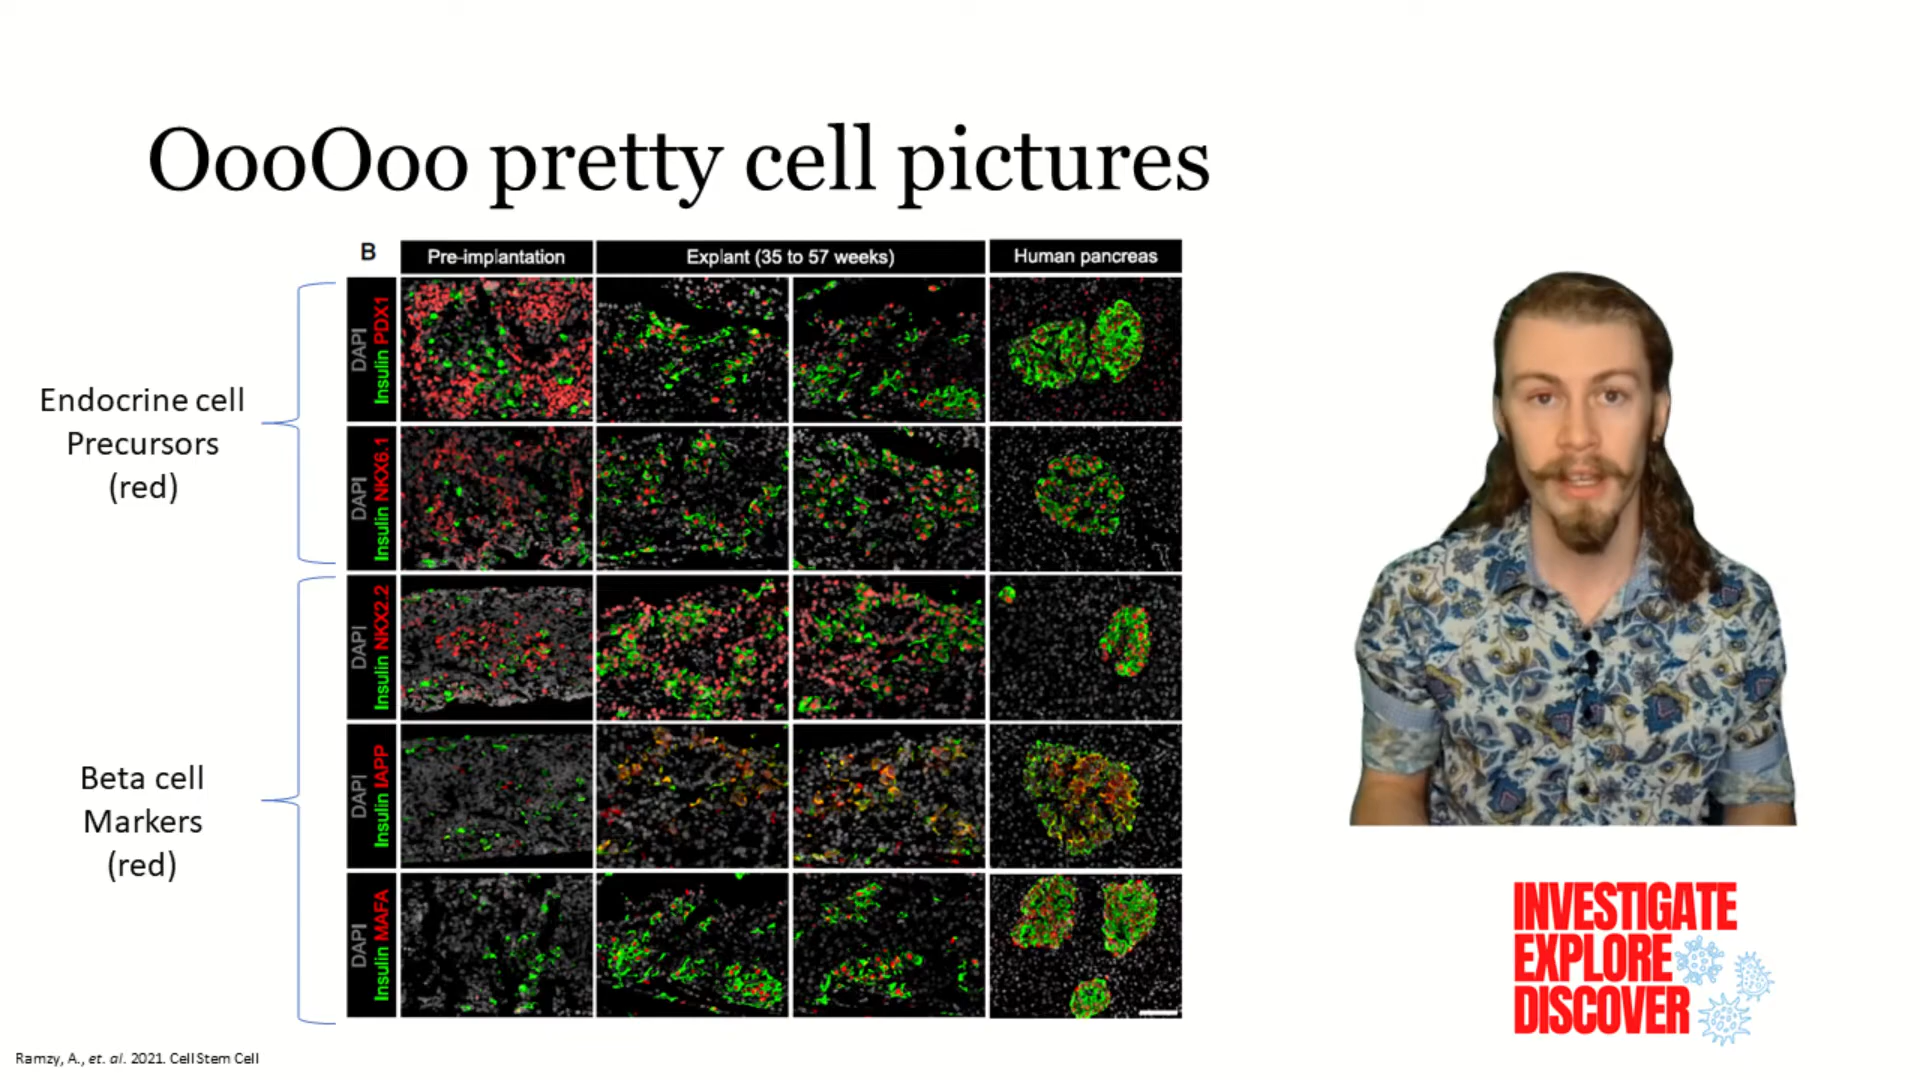 OooOoo pretty cell pictures
B
Pre-implantation
Explant (35 to 57 weeks)
Human pancreas
Endocrine cell
Precursors
(red)
DAPI
Insulin PDX1
DAPI
Insulin NKX6.1
Beta cell
Markers
(red)
DAPI
Insulin NKX2.2
DAPI
Insulin IAPP
DAPI
Insulin MAFA
INVESTIGATE
EXPLORE
DISCOVER
Ramzy, A., et. al. 2021. Cell Stem Cell